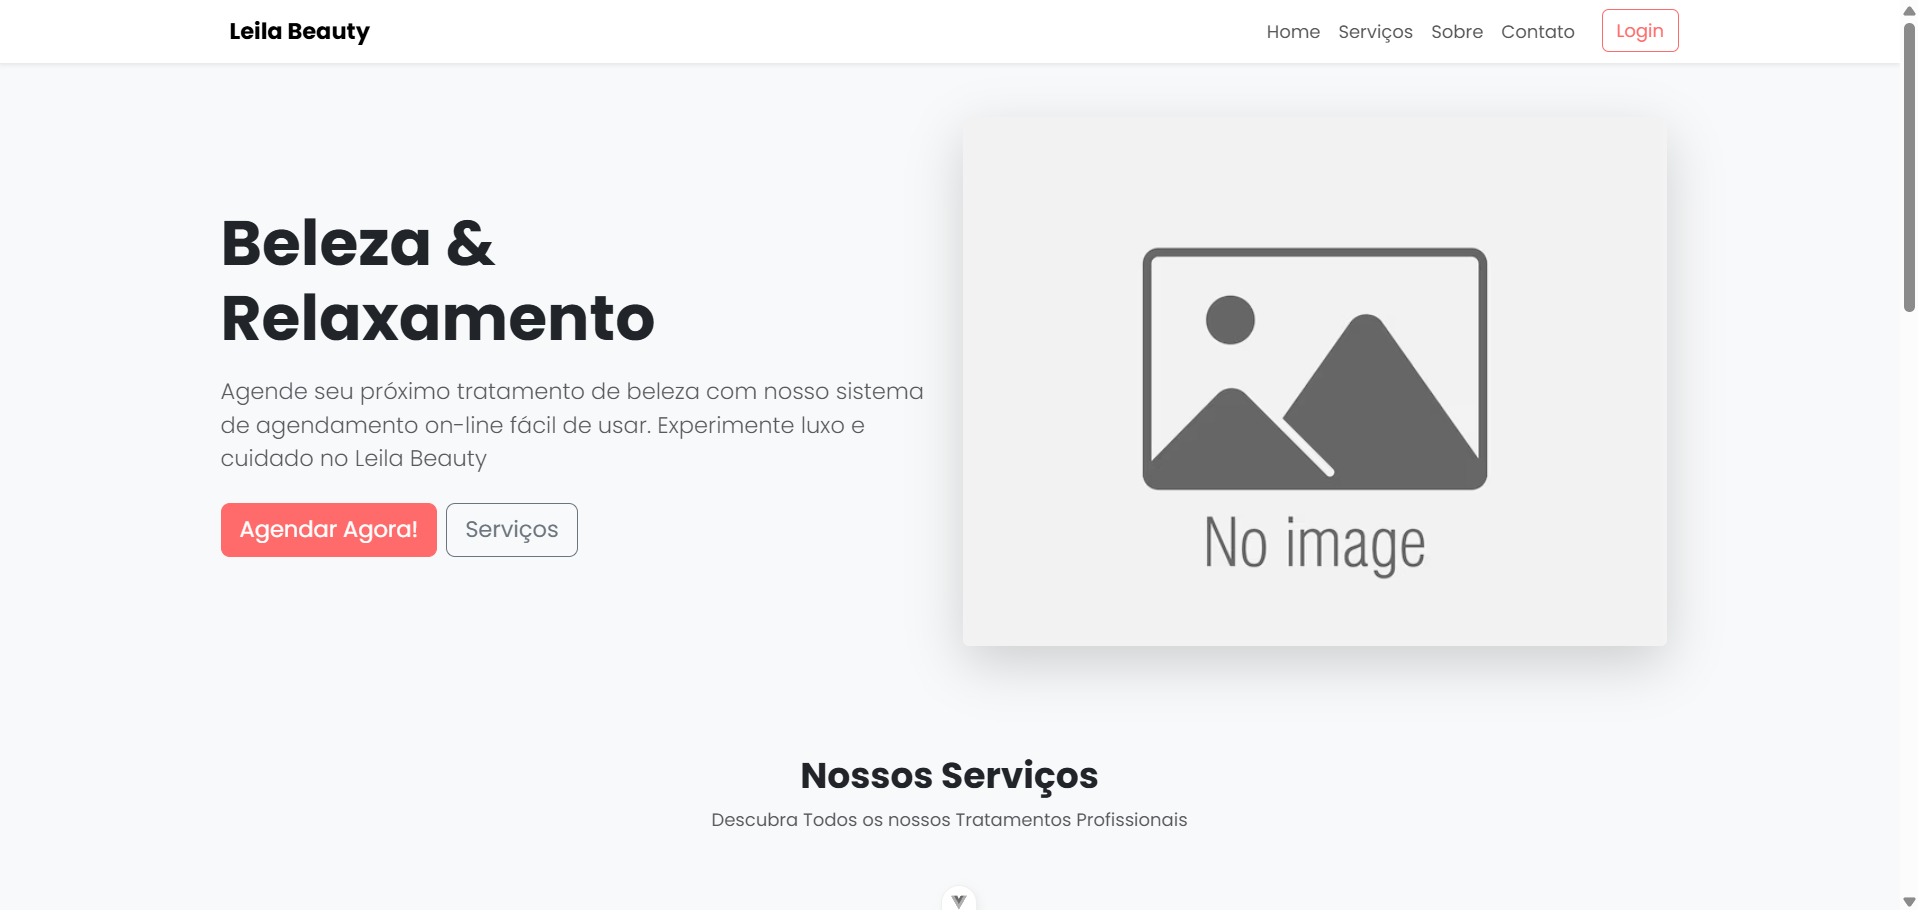 Leila Beauty
Home Serviços Sobre Contato Login
Beleza &
Relaxamento
Agende seu próximo tratamento de beleza com nosso sistema
de agendamento on-line fácil de usar. Experimente luxo e
cuidado no Leila Beauty
Agendar Agora! Serviços
No image
Nossos Serviços
Descubra Todos os nossos Tratamentos Profissionais